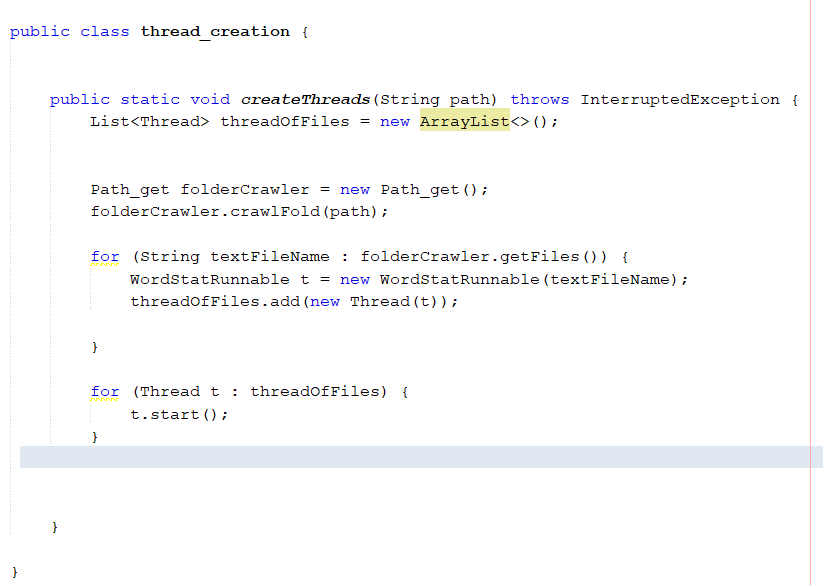 public class thread_creation {
public static void createThreads(String path) throws InterruptedException {
List<Thread> threadOfFiles = new ArrayList<>();
Path_get folderCrawler = new Path_get();
folderCrawler.crawlFold(path);
for (String textFileName : folderCrawler.getFiles()) {
WordStatRunnable t = new WordStatRunnable(textFileName);
threadOfFiles.add(new Thread(t));
}
for (Thread t : threadOfFiles) {
t.start();
}
}
}